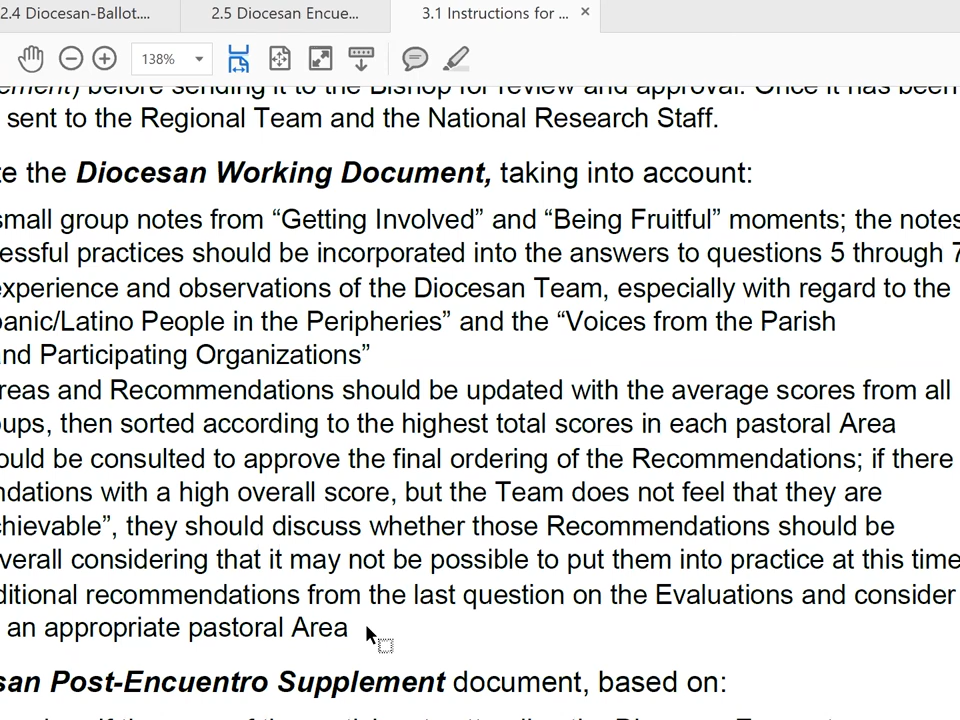 2.4 Diocesan-Ballot....
2.5 Diocesan Encue...
3.1 Instructions for ...
138%
ement) before sending it to the Bishop for review and approval. Once it has been
sent to the Regional Team and the National Research Staff.
te the Diocesan Working Document, taking into account:
small group notes from “Getting Involved” and “Being Fruitful” moments; the notes
essful practices should be incorporated into the answers to questions 5 through 7
experience and observations of the Diocesan Team, especially with regard to the
panic/Latino People in the Peripheries” and the “Voices from the Parish
and Participating Organizations”
reas and Recommendations should be updated with the average scores from all
oups, then sorted according to the highest total scores in each pastoral Area
ould be consulted to approve the final ordering of the Recommendations; if there
ndations with a high overall score, but the Team does not feel that they are
chievable”, they should discuss whether those Recommendations should be
verall considering that it may not be possible to put them into practice at this time
ditional recommendations from the last question on the Evaluations and consider
an appropriate pastoral Area
san Post-Encuentro Supplement document, based on: